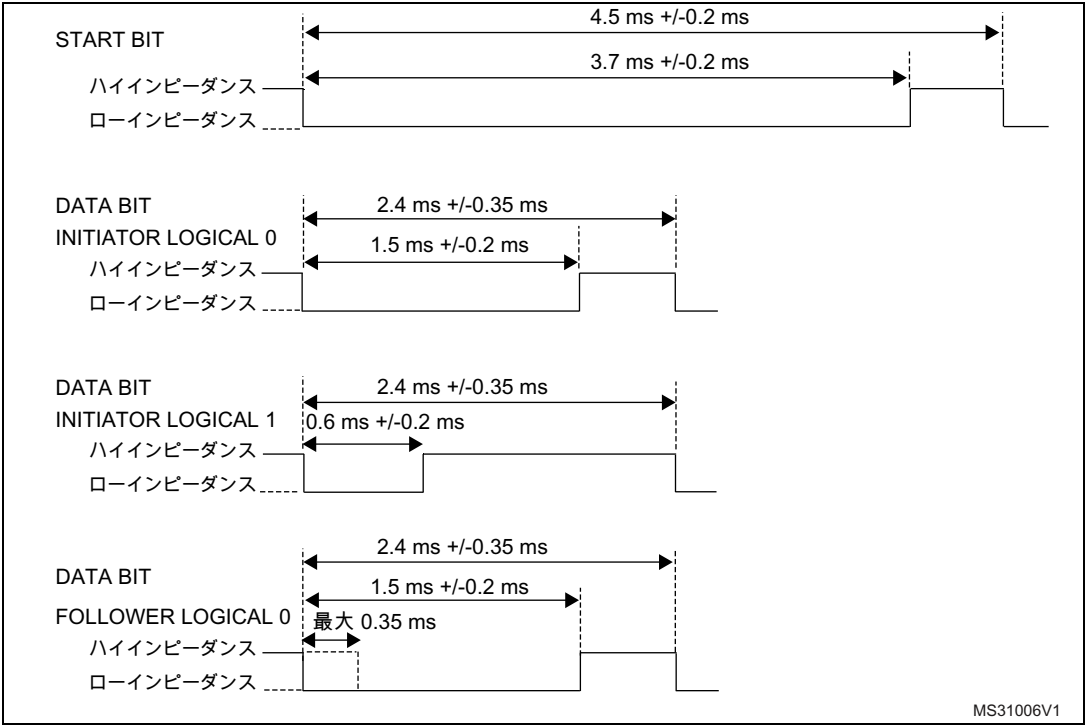 4.5 ms +/-0.2 ms
START BIT
3.7 ms +/-0.2 ms
ハイインピーダンス
ローインピーダンス
DATA BIT
2.4 ms +/-0.35 ms
INITIATOR LOGICAL 0
1.5 ms +/-0.2 ms
ハイインピーダンス
ローインピーダンス
DATA BIT
2.4 ms +/-0.35 ms
INITIATOR LOGICAL 1
0.6 ms +/-0.2 ms
ハイインピーダンス
ローインピーダンス
2.4 ms +/-0.35 ms
DATA BIT
1.5 ms +/-0.2 ms
FOLLOWER LOGICAL 0
最大 0.35 ms
ハイインピーダンス
ローインピーダンス
MS31006V1